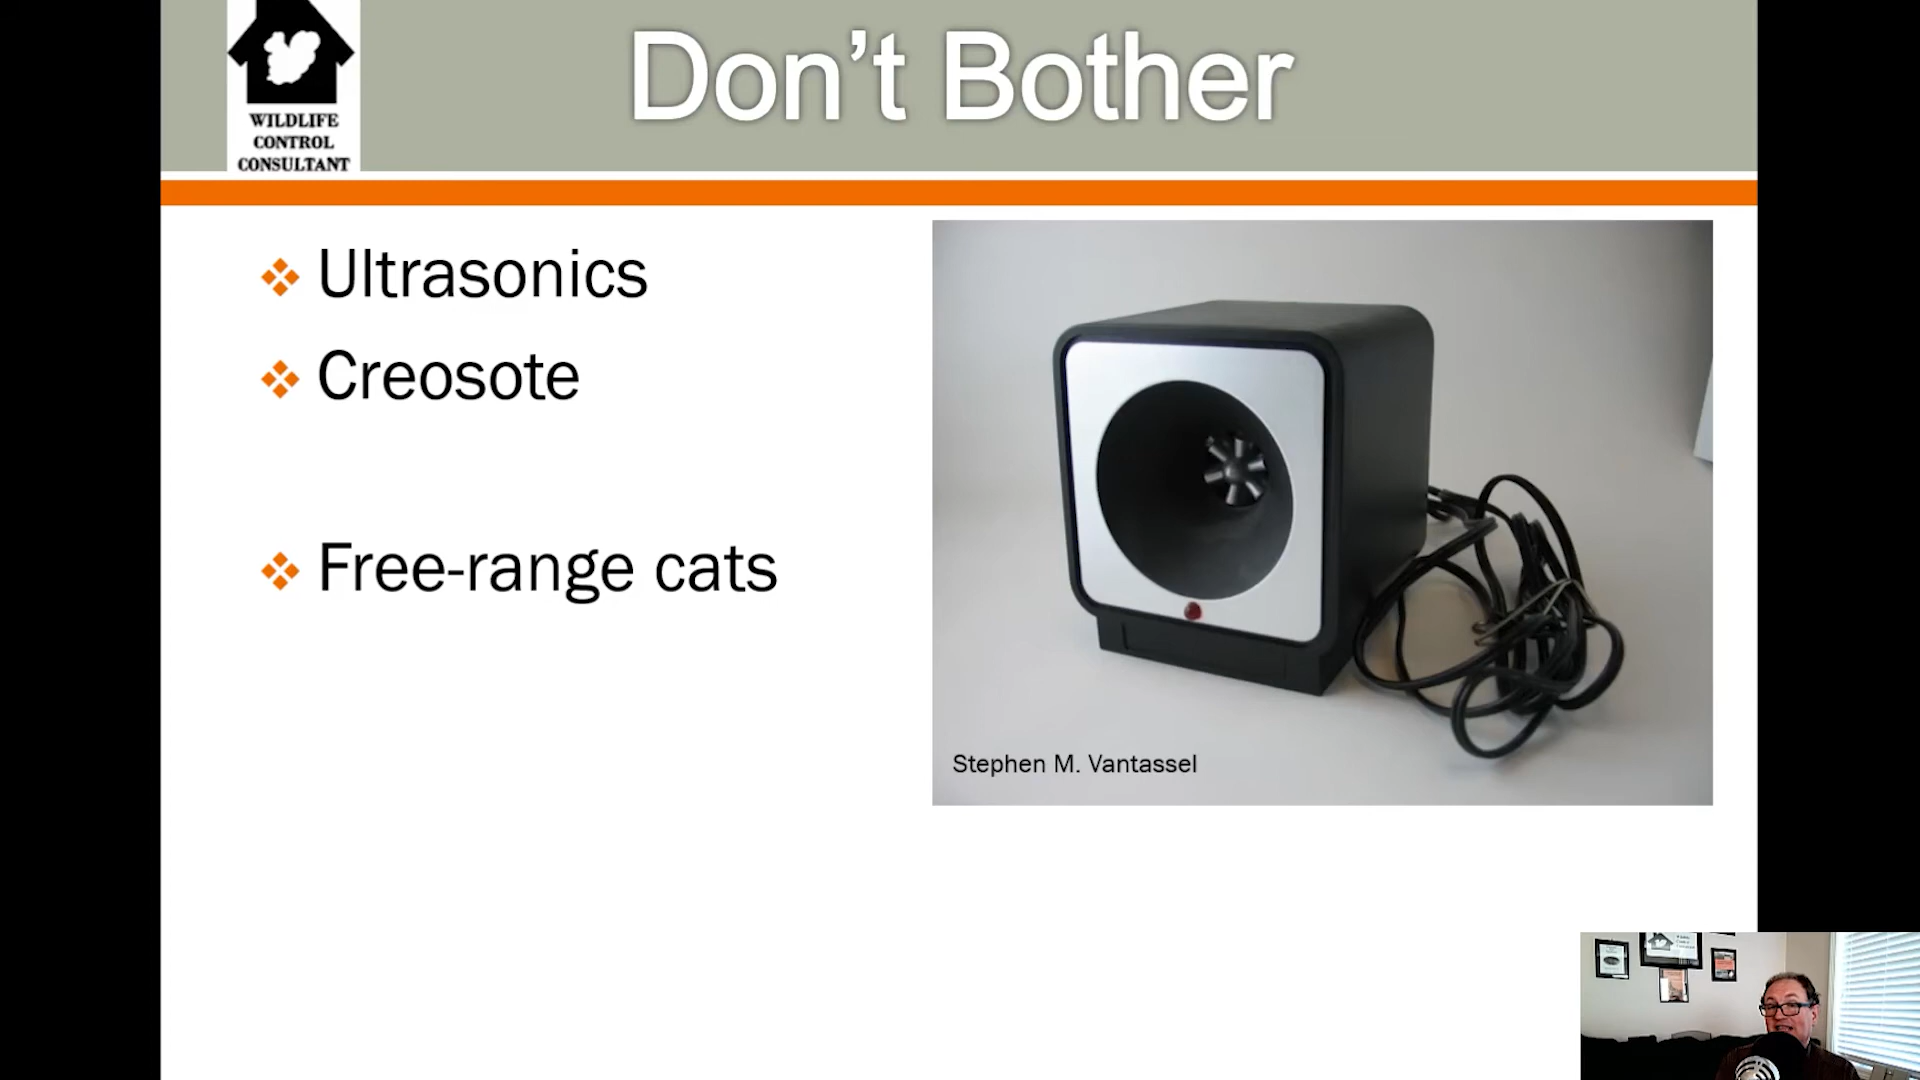 Don't Bother
WILDLIFE
CONTROL
CONSULTANT
Ultrasonics
Creosote
Free-range cats
Stephen M. Vantassel